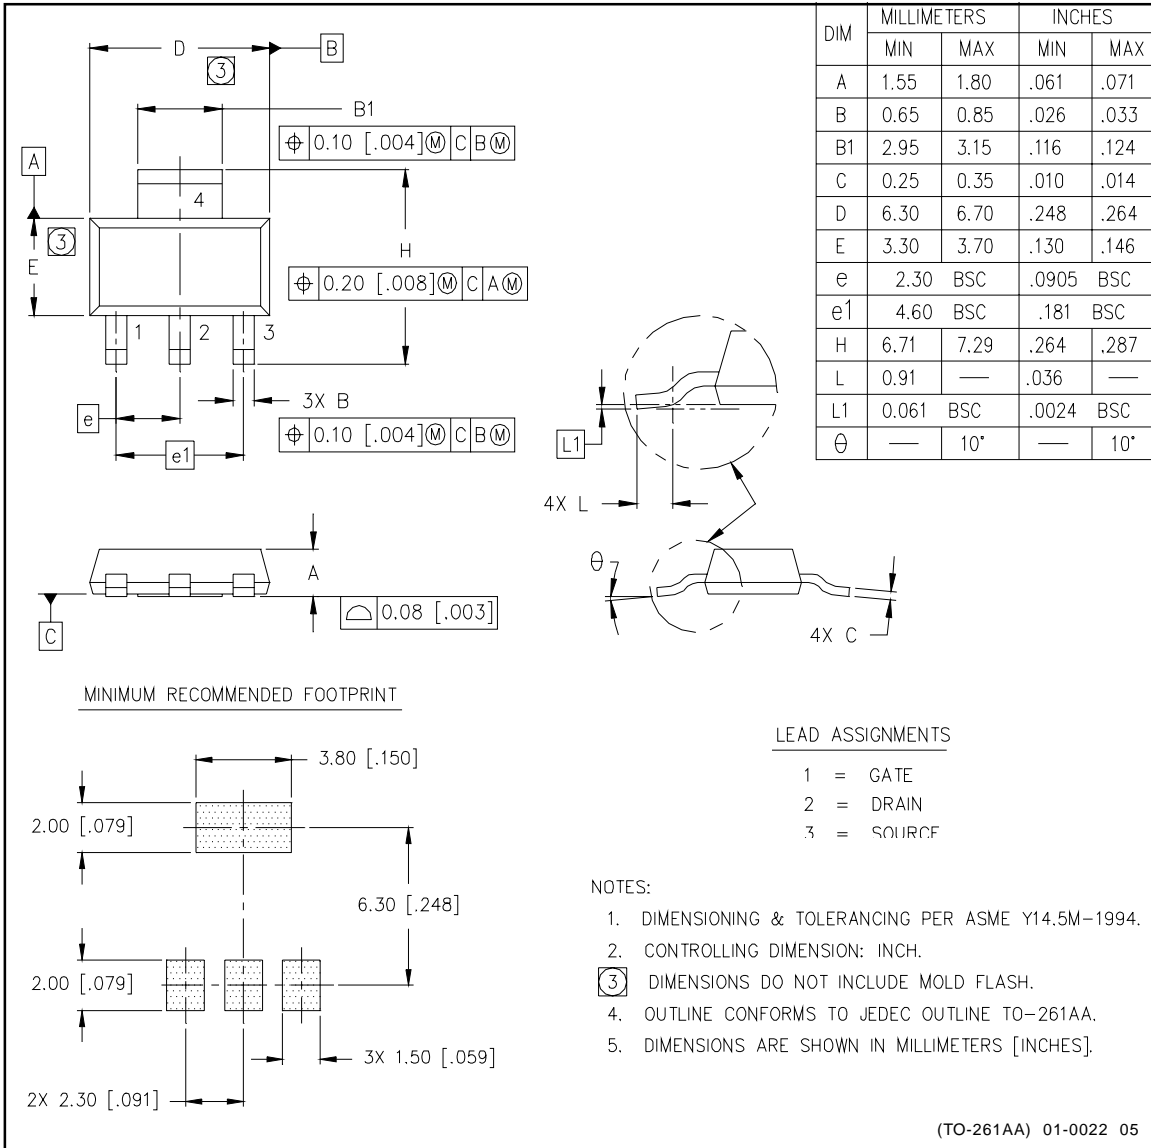 DIM MILLIMETERS INCHES
MIN MAX MIN MAX
A 1.55 1.80 .061 .071
B 0.65 0.85 .026 .033
B1 2.95 3.15 .116 .124
C 0.25 0.35 .010 .014
D 6.30 6.70 .248 .264
E 3.30 3.70 .130 .146
e 2.30 BSC .0905 BSC
e1 4.60 BSC .181 BSC
H 6.71 7.29 .264 .287
L 0.91 — .036 —
L1 0.061 BSC .0024 BSC
θ — 10° — 10°
D
B
③
B1
⌖ 0.10 [.004] Ⓜ C B Ⓜ
A
4
③
E
H
⌖ 0.20 [.008] Ⓜ C A Ⓜ
1 2 3
3X B
⌖ 0.10 [.004] Ⓜ C B Ⓜ
e
e1
L1
4X L
A
⌓ 0.08 [.003]
C
θ
4X C
MINIMUM RECOMMENDED FOOTPRINT
3.80 [.150]
2.00 [.079]
6.30 [.248]
2.00 [.079]
3X 1.50 [.059]
2X 2.30 [.091]
LEAD ASSIGNMENTS
1 = GATE
2 = DRAIN
3 = SOURCE
NOTES:
1. DIMENSIONING & TOLERANCING PER ASME Y14.5M-1994.
2. CONTROLLING DIMENSION: INCH.
③ DIMENSIONS DO NOT INCLUDE MOLD FLASH.
4. OUTLINE CONFORMS TO JEDEC OUTLINE TO-261AA.
5. DIMENSIONS ARE SHOWN IN MILLIMETERS [INCHES].
(TO-261AA) 01-0022 05